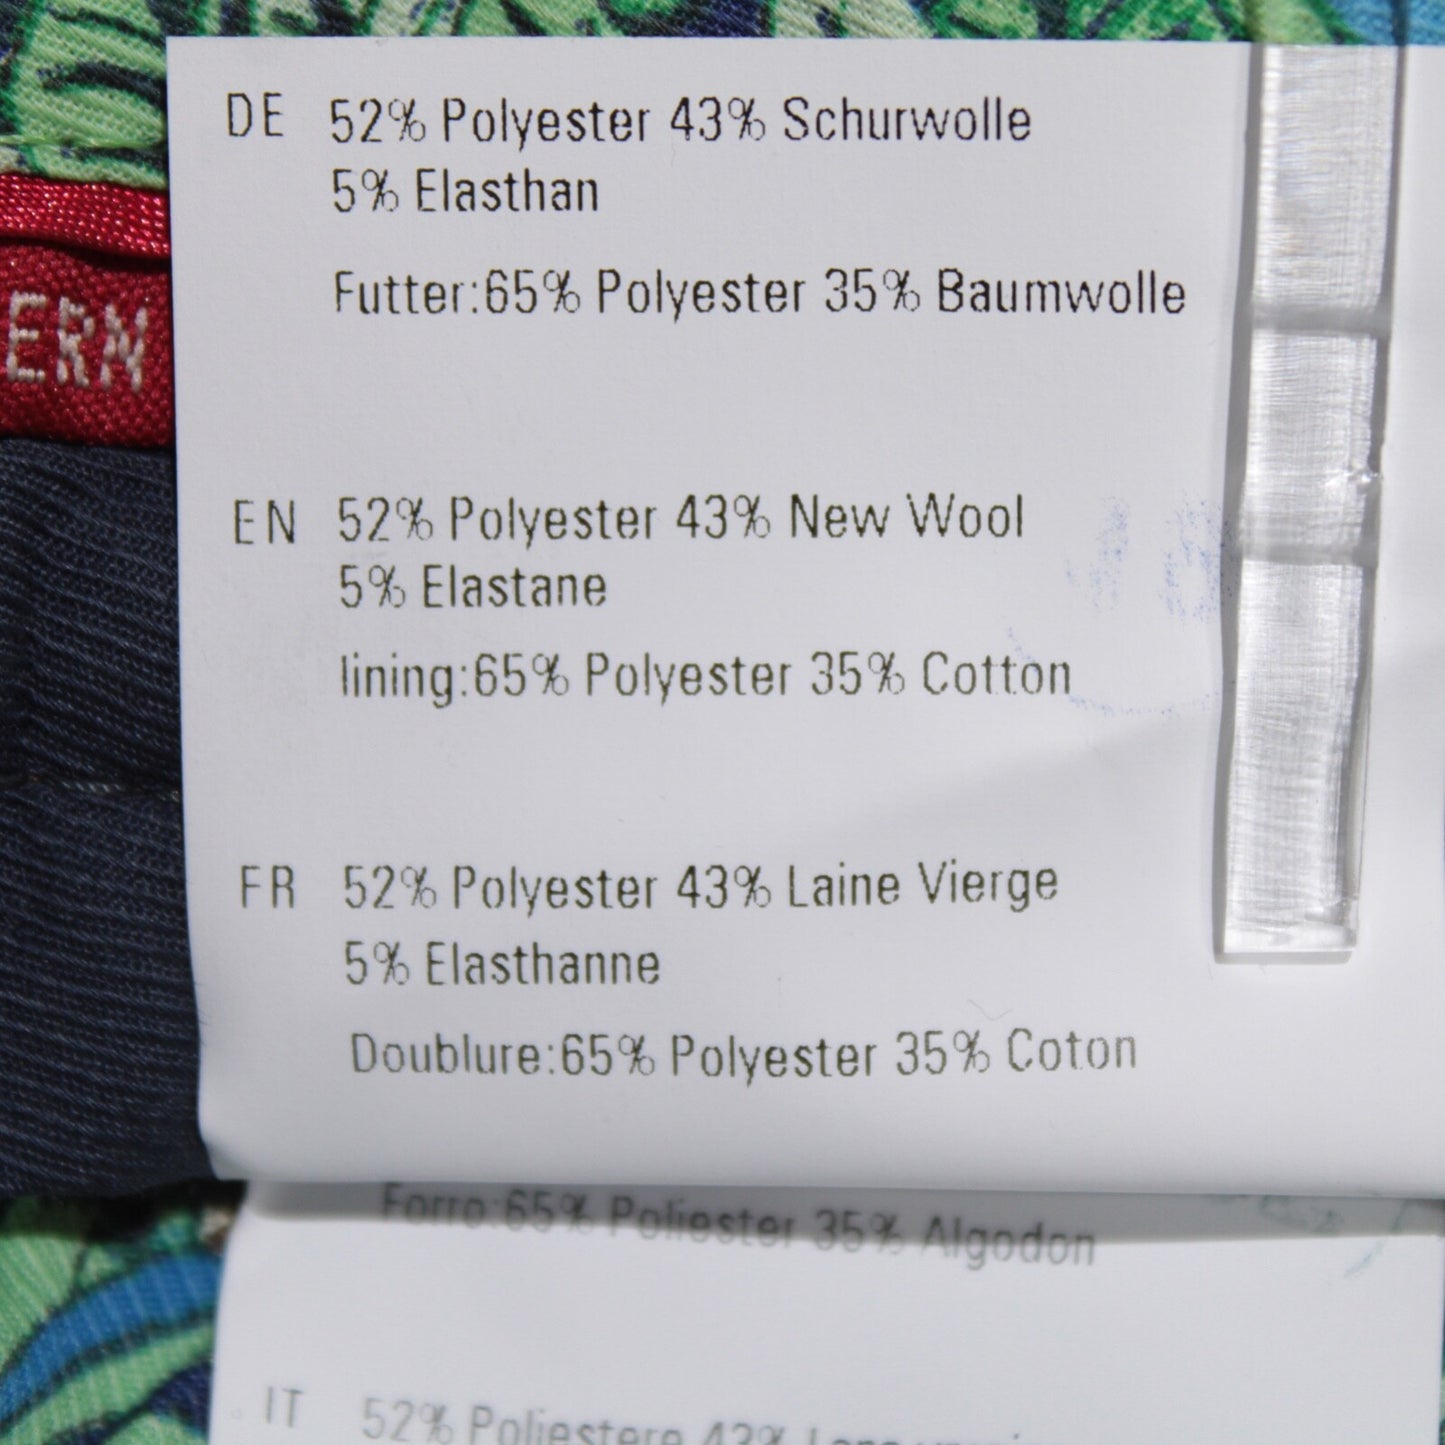 DE 52% Polyester 43% Schurwolle
5% Elasthan
Futter:65% Polyester 35% Baumwolle
ERN
EN 52% Polyester 43% New Wool
5% Elastane
lining:65% Polyester 35% Cotton
FR 52% Polyester 43% Laine Vierge
5% Elasthanne
Doublure:65% Polyester 35% Coton
Forro:65% Poliester 35% Algodon
IT 52% Poliestere 43%